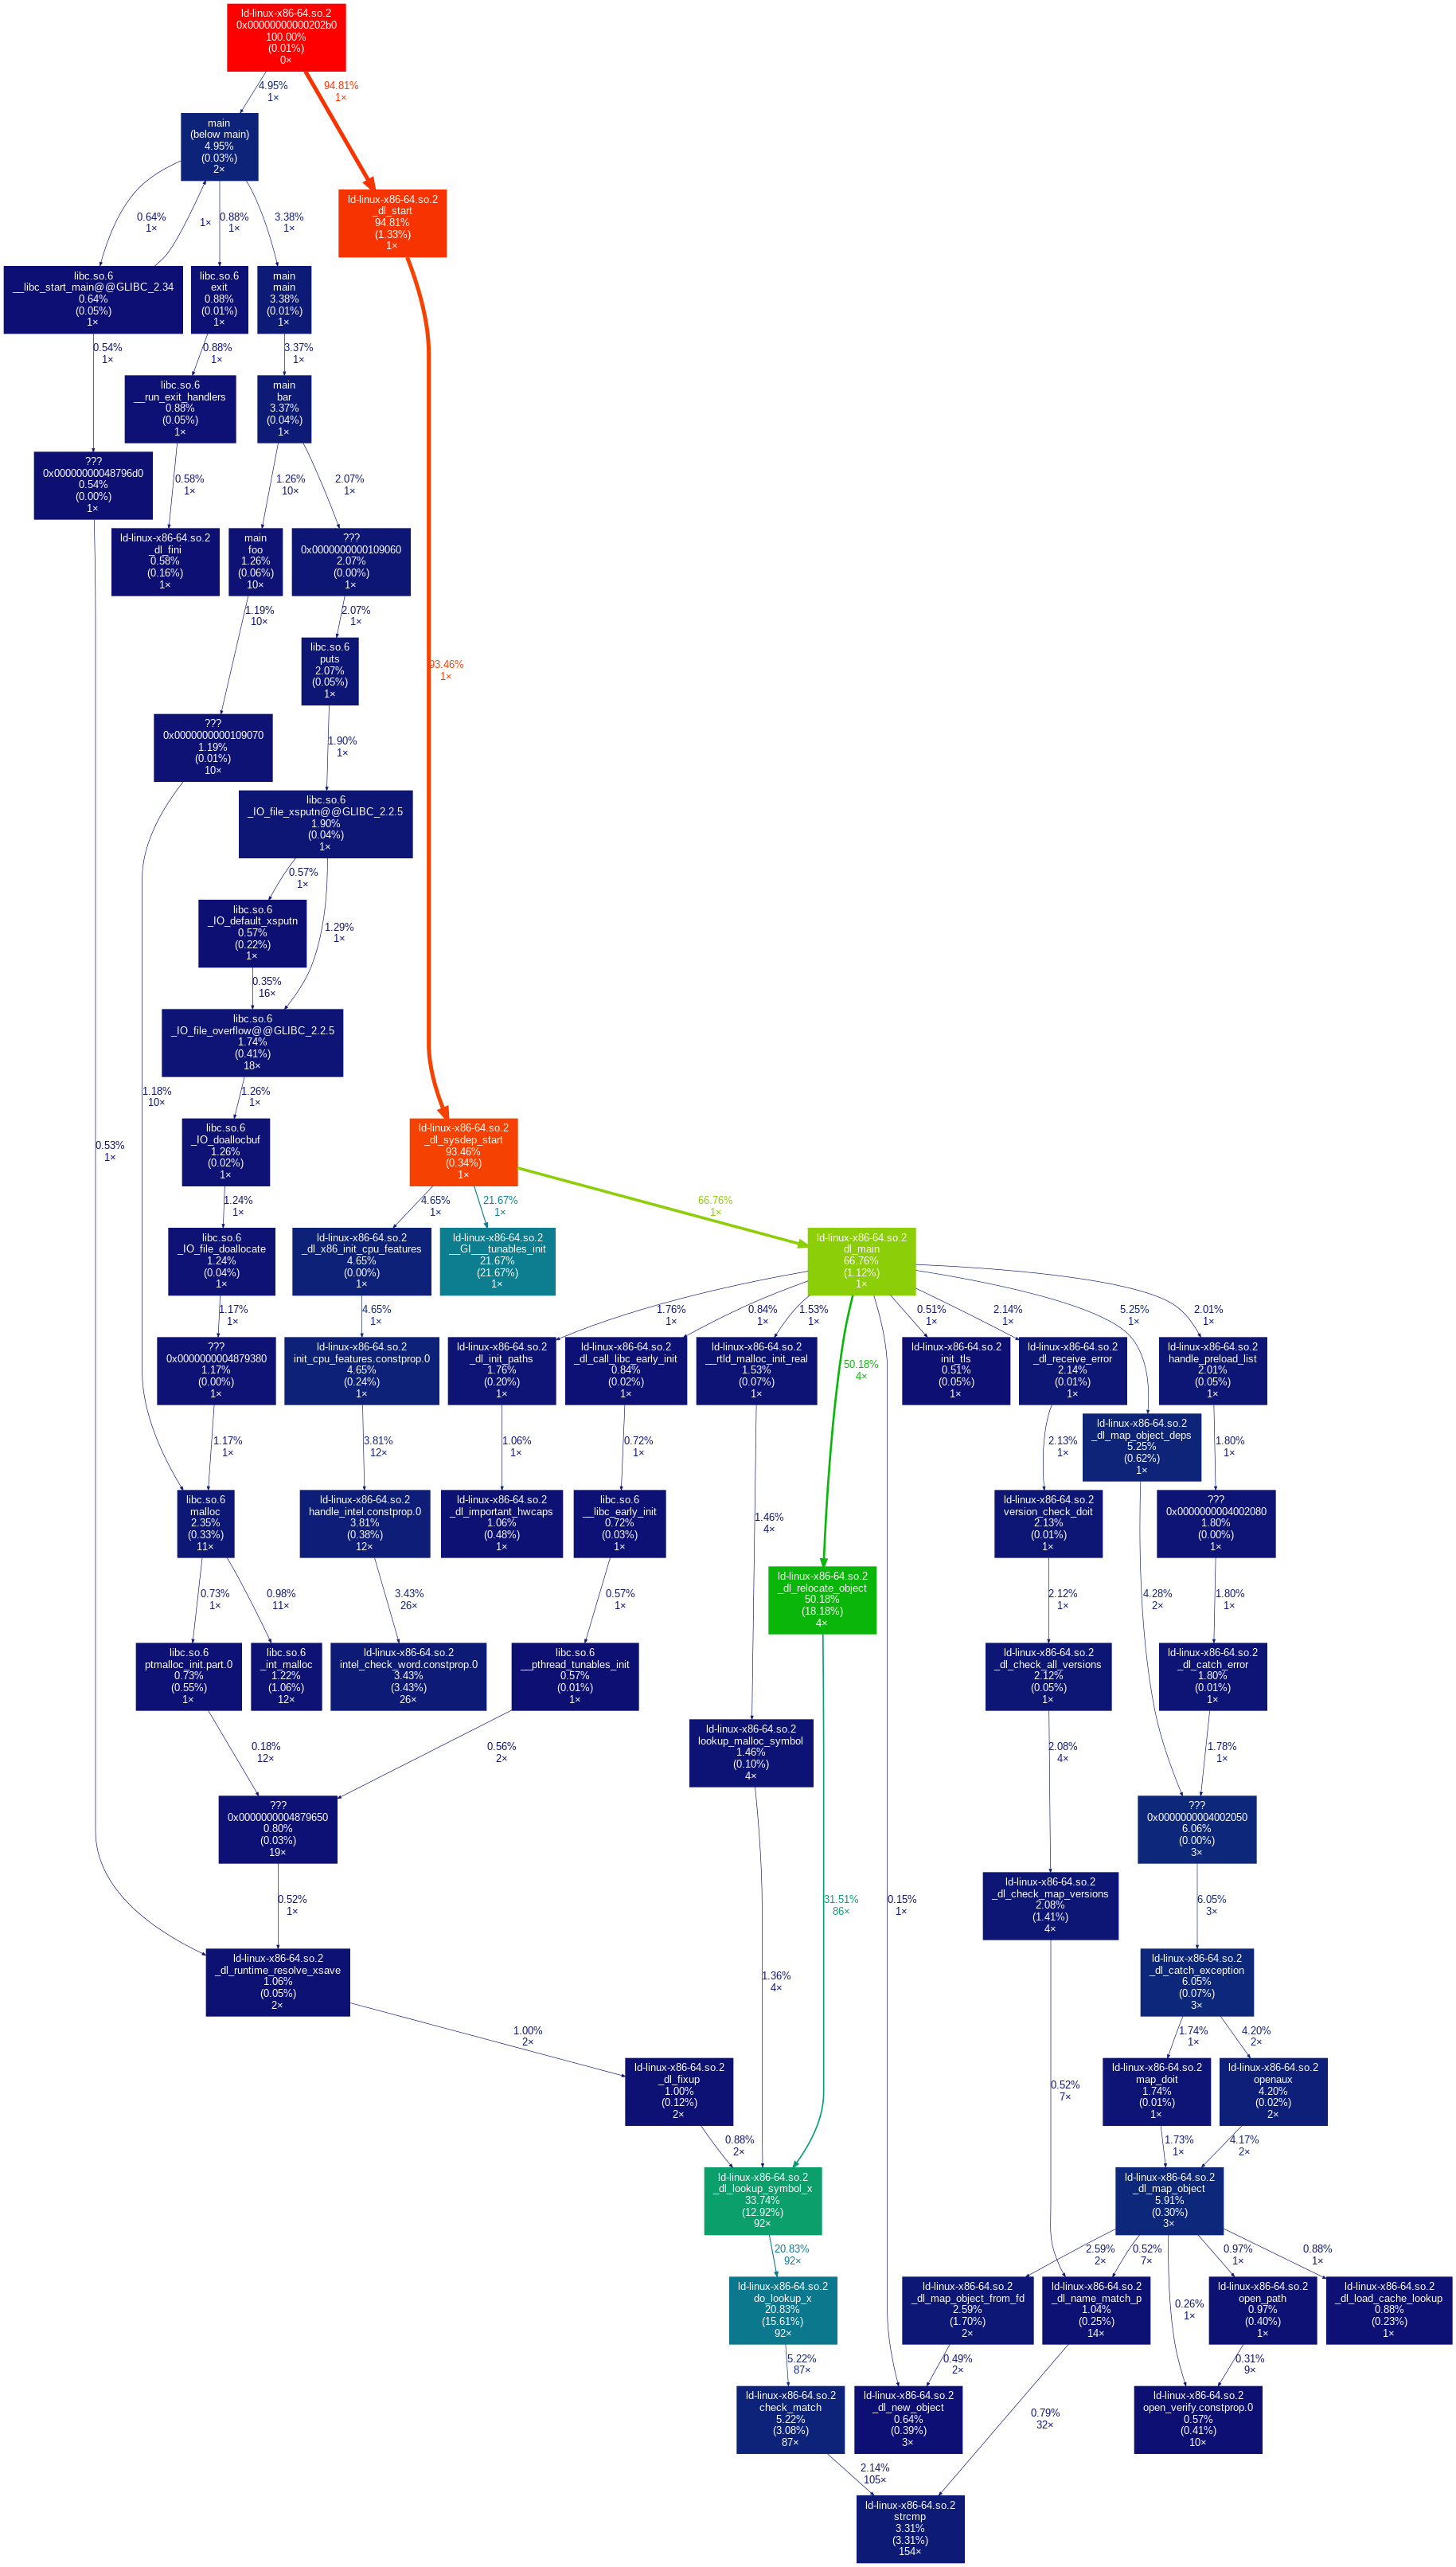 ld-linux-x86-64.so.2
0x00000000000202b0
100.00%
(0.01%)
0×
4.95%
1×
94.81%
1×
main
(below main)
4.95%
(0.03%)
2×
ld-linux-x86-64.so.2
_dl_start
94.81%
(1.33%)
1×
0.64%
1×
1×
0.88%
1×
3.38%
1×
libc.so.6
__libc_start_main@@GLIBC_2.34
0.64%
(0.05%)
1×
libc.so.6
exit
0.88%
(0.01%)
1×
main
main
3.38%
(0.01%)
1×
0.54%
1×
0.88%
1×
3.37%
1×
libc.so.6
__run_exit_handlers
0.88%
(0.05%)
1×
main
bar
3.37%
(0.04%)
1×
???
0x00000000048796d0
0.54%
(0.00%)
1×
0.58%
1×
1.26%
10×
2.07%
1×
ld-linux-x86-64.so.2
_dl_fini
0.58%
(0.16%)
1×
main
foo
1.26%
(0.06%)
10×
???
0x0000000000109060
2.07%
(0.00%)
1×
1.19%
10×
2.07%
1×
libc.so.6
puts
2.07%
(0.05%)
1×
93.46%
1×
???
0x0000000000109070
1.19%
(0.01%)
10×
1.90%
1×
libc.so.6
_IO_file_xsputn@@GLIBC_2.2.5
1.90%
(0.04%)
1×
0.57%
1×
1.29%
1×
libc.so.6
_IO_default_xsputn
0.57%
(0.22%)
1×
0.35%
16×
libc.so.6
_IO_file_overflow@@GLIBC_2.2.5
1.74%
(0.41%)
18×
1.18%
10×
1.26%
1×
0.53%
1×
libc.so.6
_IO_doallocbuf
1.26%
(0.02%)
1×
ld-linux-x86-64.so.2
_dl_sysdep_start
93.46%
(0.34%)
1×
1.24%
1×
4.65%
1×
21.67%
1×
66.76%
1×
libc.so.6
_IO_file_doallocate
1.24%
(0.04%)
1×
ld-linux-x86-64.so.2
_dl_x86_init_cpu_features
4.65%
(0.00%)
1×
ld-linux-x86-64.so.2
__GI___tunables_init
21.67%
(21.67%)
1×
ld-linux-x86-64.so.2
dl_main
66.76%
(1.12%)
1×
1.17%
1×
4.65%
1×
1.76%
1×
0.84%
1×
1.53%
1×
50.18%
4×
0.51%
1×
2.14%
1×
5.25%
1×
2.01%
1×
???
0x0000000004879380
1.17%
(0.00%)
1×
ld-linux-x86-64.so.2
init_cpu_features.constprop.0
4.65%
(0.24%)
1×
ld-linux-x86-64.so.2
_dl_init_paths
1.76%
(0.20%)
1×
ld-linux-x86-64.so.2
_dl_call_libc_early_init
0.84%
(0.02%)
1×
ld-linux-x86-64.so.2
__rtld_malloc_init_real
1.53%
(0.07%)
1×
ld-linux-x86-64.so.2
init_tls
0.51%
(0.05%)
1×
ld-linux-x86-64.so.2
_dl_receive_error
2.14%
(0.01%)
1×
ld-linux-x86-64.so.2
handle_preload_list
2.01%
(0.05%)
1×
ld-linux-x86-64.so.2
_dl_map_object_deps
5.25%
(0.62%)
1×
1.17%
1×
3.81%
12×
1.06%
1×
0.72%
1×
2.13%
1×
1.80%
1×
libc.so.6
malloc
2.35%
(0.33%)
11×
ld-linux-x86-64.so.2
handle_intel.constprop.0
3.81%
(0.38%)
12×
ld-linux-x86-64.so.2
_dl_important_hwcaps
1.06%
(0.48%)
1×
libc.so.6
__libc_early_init
0.72%
(0.03%)
1×
1.46%
4×
ld-linux-x86-64.so.2
version_check_doit
2.13%
(0.01%)
1×
???
0x0000000004002080
1.80%
(0.00%)
1×
ld-linux-x86-64.so.2
_dl_relocate_object
50.18%
(18.18%)
4×
0.73%
1×
0.98%
11×
3.43%
26×
0.57%
1×
2.12%
1×
4.28%
2×
1.80%
1×
libc.so.6
ptmalloc_init.part.0
0.73%
(0.55%)
1×
libc.so.6
_int_malloc
1.22%
(1.06%)
12×
ld-linux-x86-64.so.2
intel_check_word.constprop.0
3.43%
(3.43%)
26×
libc.so.6
__pthread_tunables_init
0.57%
(0.01%)
1×
ld-linux-x86-64.so.2
_dl_check_all_versions
2.12%
(0.05%)
1×
ld-linux-x86-64.so.2
_dl_catch_error
1.80%
(0.01%)
1×
ld-linux-x86-64.so.2
lookup_malloc_symbol
1.46%
(0.10%)
4×
0.18%
12×
0.56%
2×
2.08%
4×
1.78%
1×
???
0x0000000004879650
0.80%
(0.03%)
19×
???
0x0000000004002050
6.06%
(0.00%)
3×
ld-linux-x86-64.so.2
_dl_check_map_versions
2.08%
(1.41%)
4×
0.52%
1×
31.51%
86×
0.15%
1×
6.05%
3×
ld-linux-x86-64.so.2
_dl_runtime_resolve_xsave
1.06%
(0.05%)
2×
1.36%
4×
ld-linux-x86-64.so.2
_dl_catch_exception
6.05%
(0.07%)
3×
1.00%
2×
1.74%
1×
4.20%
2×
ld-linux-x86-64.so.2
_dl_fixup
1.00%
(0.12%)
2×
0.52%
7×
ld-linux-x86-64.so.2
map_doit
1.74%
(0.01%)
1×
ld-linux-x86-64.so.2
openaux
4.20%
(0.02%)
2×
0.88%
2×
1.73%
1×
4.17%
2×
ld-linux-x86-64.so.2
_dl_lookup_symbol_x
33.74%
(12.92%)
92×
ld-linux-x86-64.so.2
_dl_map_object
5.91%
(0.30%)
3×
20.83%
92×
2.59%
2×
0.52%
7×
0.97%
1×
0.88%
1×
ld-linux-x86-64.so.2
do_lookup_x
20.83%
(15.61%)
92×
ld-linux-x86-64.so.2
_dl_map_object_from_fd
2.59%
(1.70%)
2×
ld-linux-x86-64.so.2
_dl_name_match_p
1.04%
(0.25%)
14×
0.26%
1×
ld-linux-x86-64.so.2
open_path
0.97%
(0.40%)
1×
ld-linux-x86-64.so.2
_dl_load_cache_lookup
0.88%
(0.23%)
1×
5.22%
87×
0.49%
2×
0.31%
9×
ld-linux-x86-64.so.2
check_match
5.22%
(3.08%)
87×
ld-linux-x86-64.so.2
_dl_new_object
0.64%
(0.39%)
3×
0.79%
32×
ld-linux-x86-64.so.2
open_verify.constprop.0
0.57%
(0.41%)
10×
2.14%
105×
ld-linux-x86-64.so.2
strcmp
3.31%
(3.31%)
154×